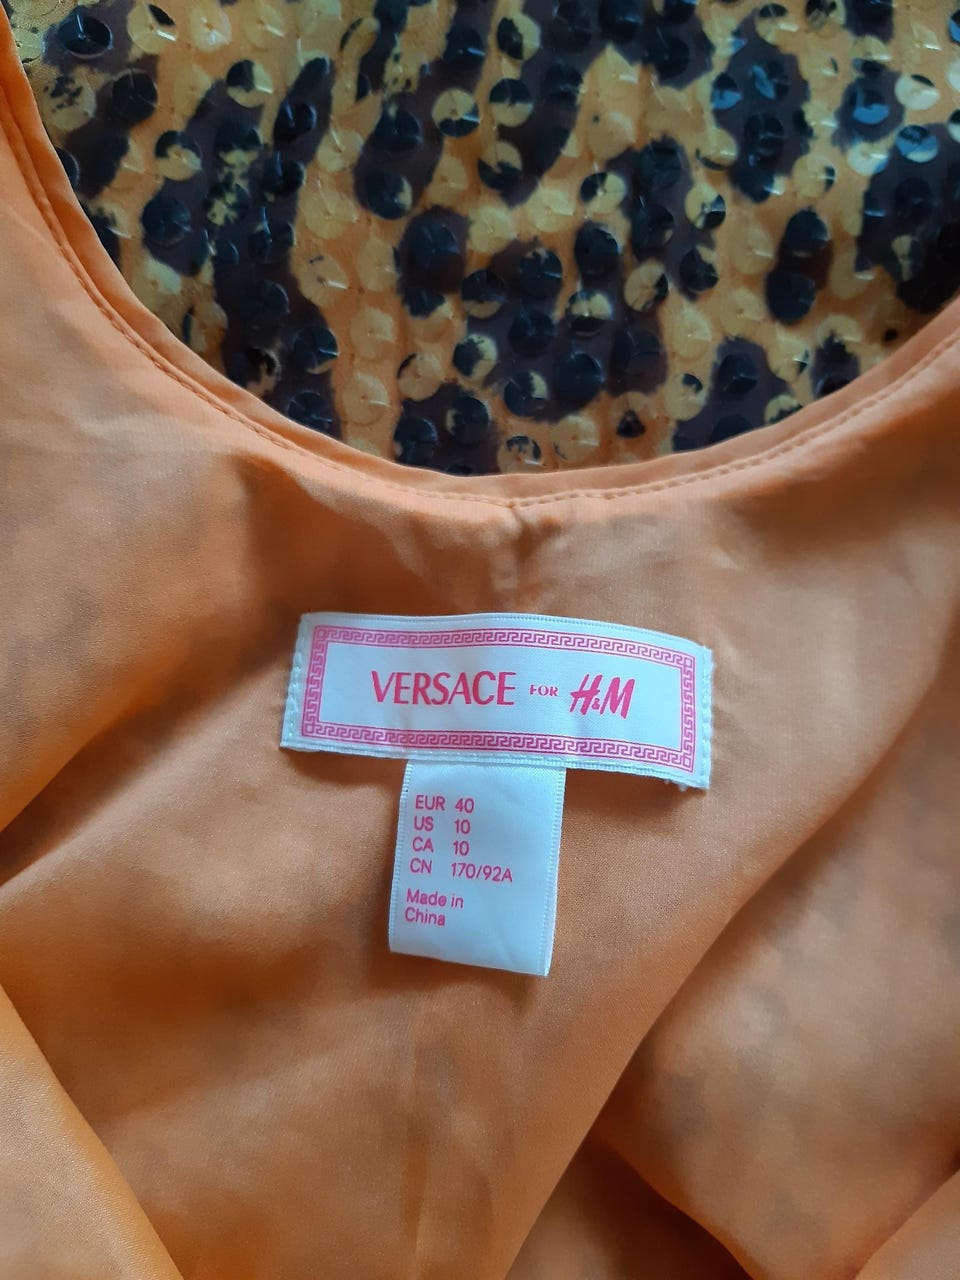 VERSACE FOR H&M
EUR 40
US 10
CA 10
CN 170/92A
Made in
China